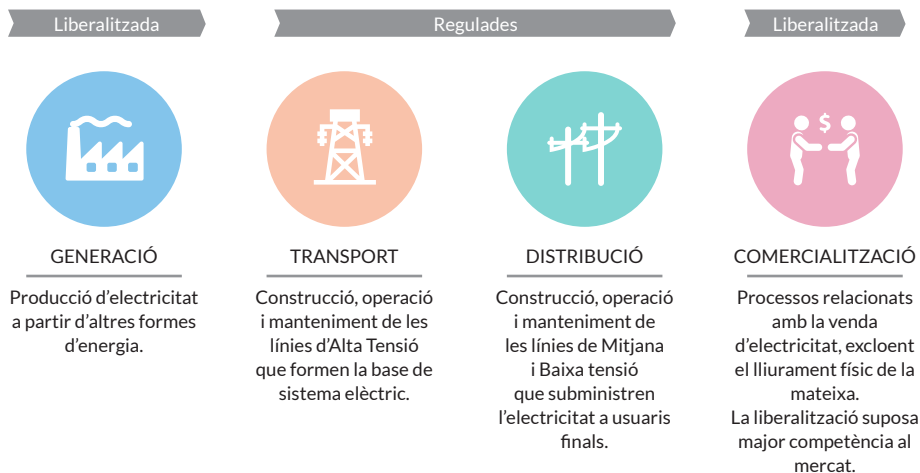 Liberalitzada
Regulades
Liberalitzada
$
GENERACIÓ
Producció d’electricitat
a partir d’altres formes
d’energia.
TRANSPORT
Construcció, operació
i manteniment de les
línies d’Alta Tensió
que formen la base de
sistema elèctric.
DISTRIBUCIÓ
Construcció, operació
i manteniment de
les línies de Mitjana
i Baixa tensió
que subministren
l’electricitat a usuaris
finals.
COMERCIALITZACIÓ
Processos relacionats
amb la venda
d’electricitat, excloent
el lliurament físic de la
mateixa.
La liberalització suposa
major competència al
mercat.